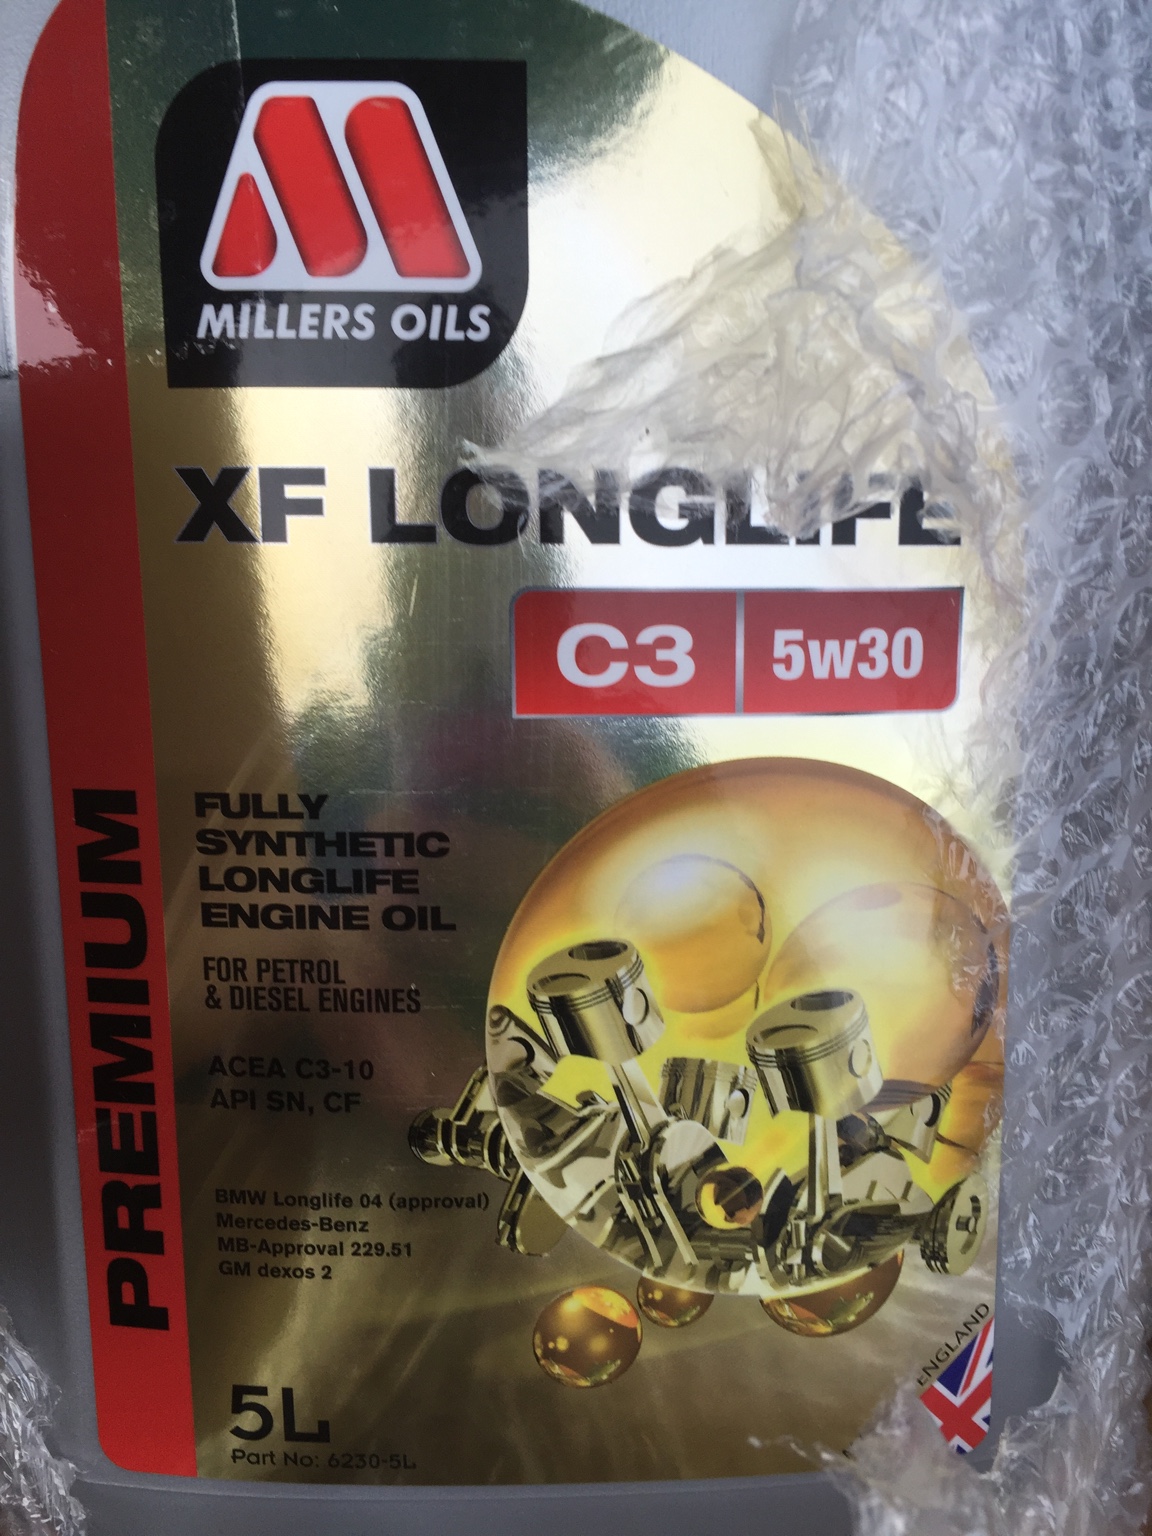 MILLERS OILS
XF LONGLIFE
C3 5w30
FULLY
SYNTHETIC
LONGLIFE
ENGINE OIL
FOR PETROL
& DIESEL ENGINES
ACEA C3-10
API SN, CF
BMW Longlife 04 (approval)
Mercedes-Benz
MB-Approval 229.51
GM dexos 2
5L
Part No: 6230-5L
PREMIUM
ENGLAND